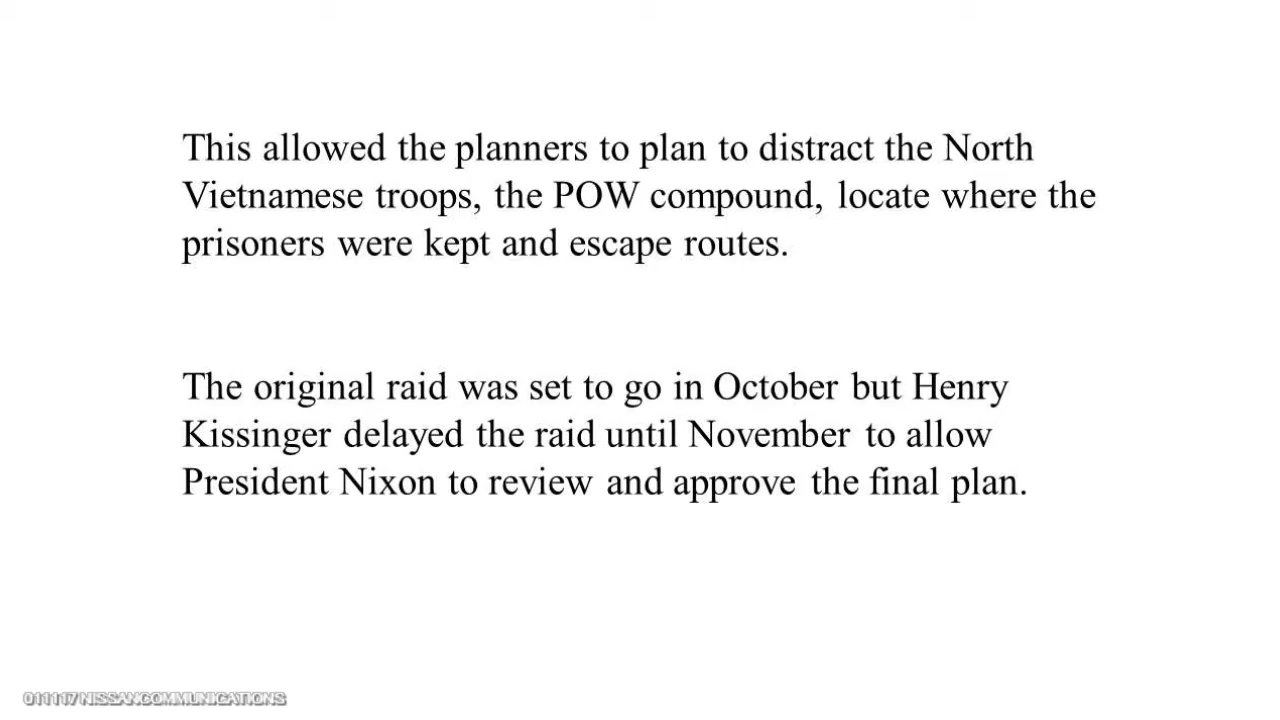 This allowed the planners to plan to distract the North
Vietnamese troops, the POW compound, locate where the
prisoners were kept and escape routes.
The original raid was set to go in October but Henry
Kissinger delayed the raid until November to allow
President Nixon to review and approve the final plan.
011117 NISSANCOMMUNICATIONS